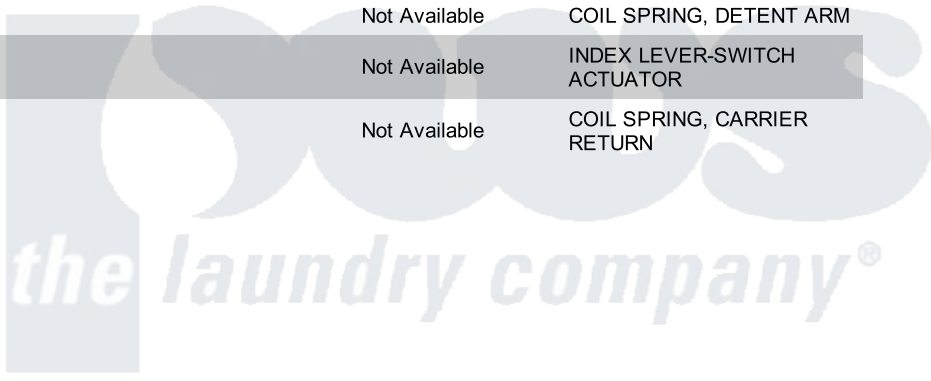 Not Available COIL SPRING, DETENT ARM
Not Available INDEX LEVER-SWITCH
ACTUATOR
Not Available COIL SPRING, CARRIER
RETURN
pws
the laundry company®